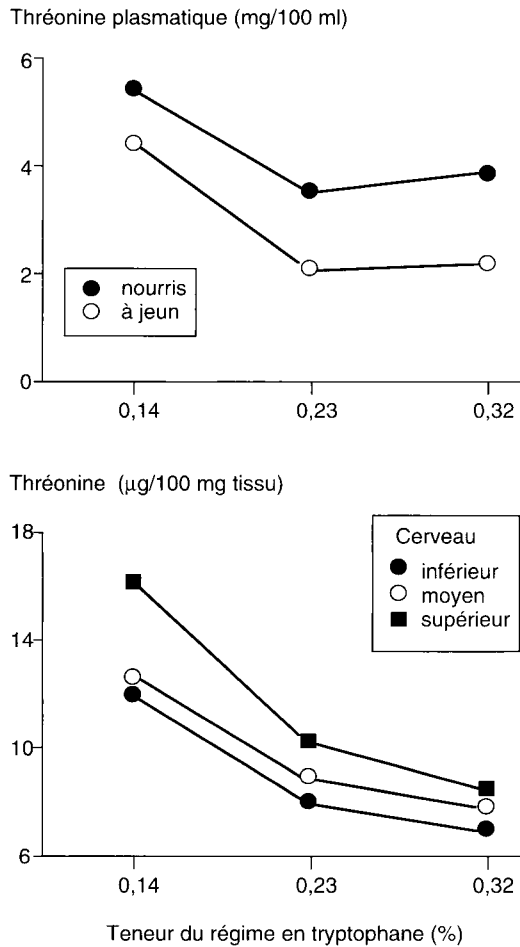 Thréonine plasmatique (mg/100 ml)
6
4
2
0
nourris
à jeun
0,14 0,23 0,32
Thréonine (µg/100 mg tissu)
18
14
10
6
Cerveau
inférieur
moyen
supérieur
0,14 0,23 0,32
Teneur du régime en tryptophane (%)